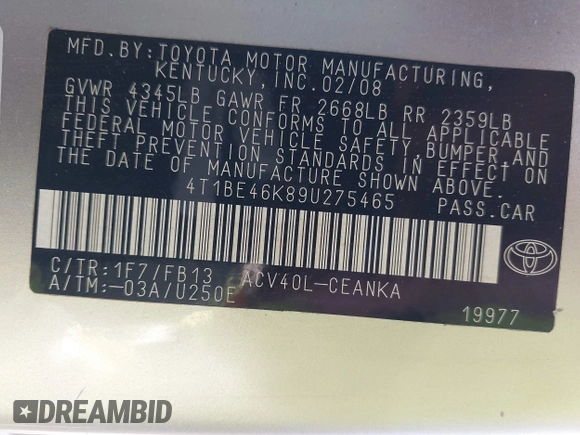 MFD. BY: TOYOTA MOTOR MANUFACTURING,
KENTUCKY, INC. 02/08
GVWR 4345LB GAWR FR 2668LB RR 2359LB
THIS VEHICLE CONFORMS TO ALL APPLICABLE
FEDERAL MOTOR VEHICLE SAFETY, BUMPER, AND
THEFT PREVENTION STANDARDS IN EFFECT ON
THE DATE OF MANUFACTURE SHOWN ABOVE.
4T1BE46K89U275465 PASS.CAR
C/TR: 1F7/FB13 ACV40L-CEANKA
A/TM: -03A/U250E
TOYOTA
19977
DREAMBID